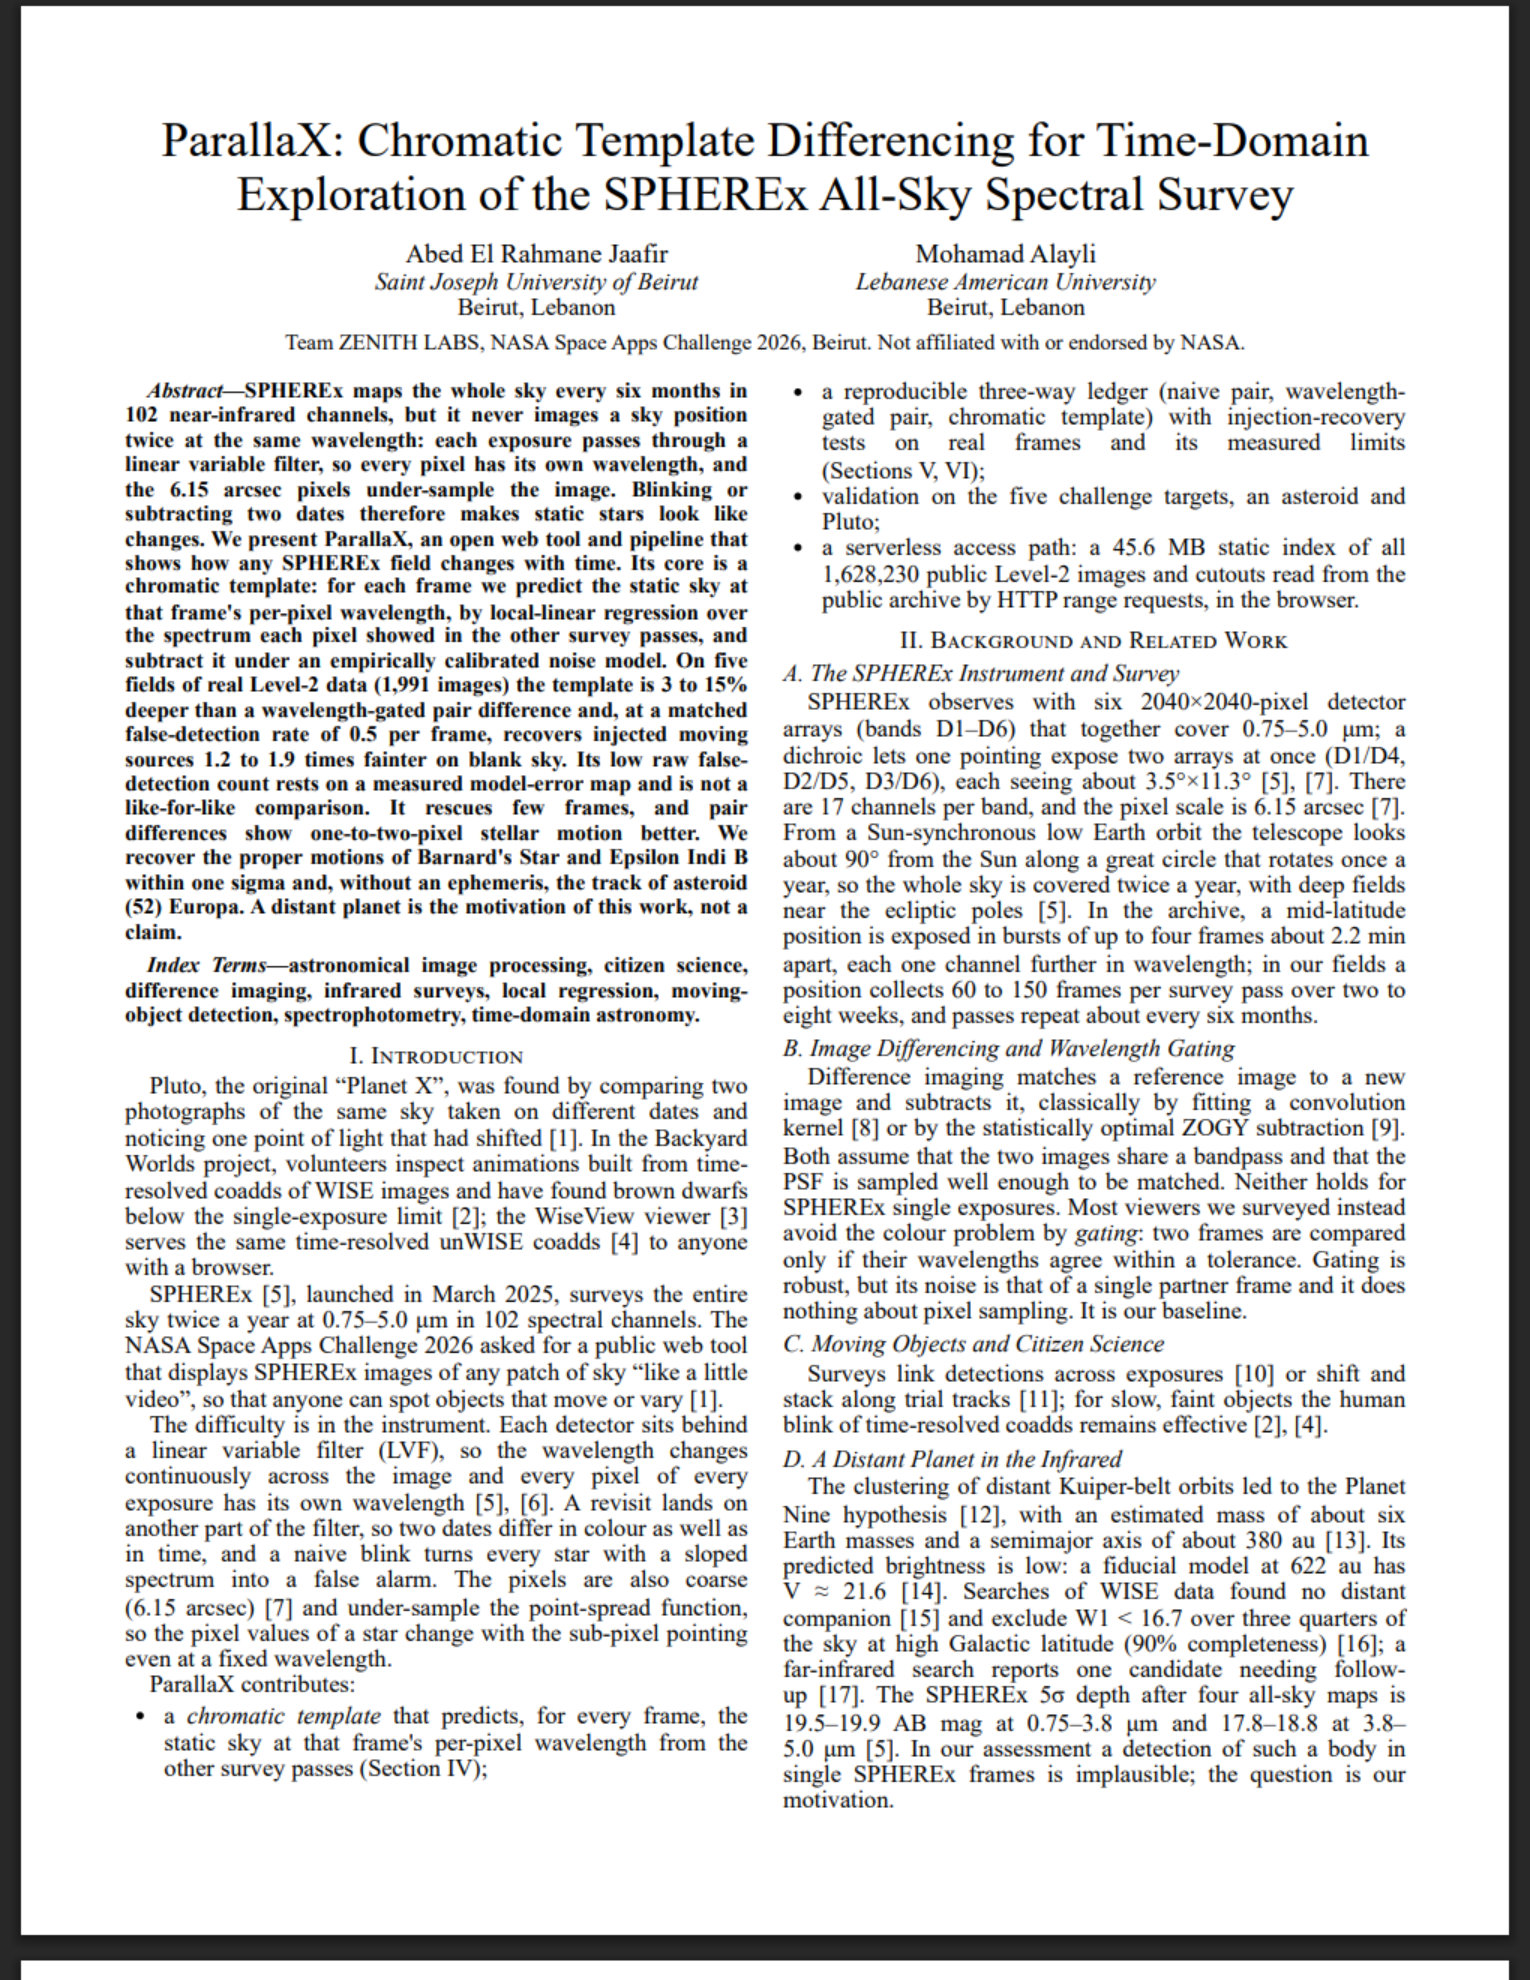 ParallaX: Chromatic Template Differencing for Time-Domain
Exploration of the SPHEREx All-Sky Spectral Survey
Abed El Rahmane Jaafir
Saint Joseph University of Beirut
Beirut, Lebanon
Mohamad Alayli
Lebanese American University
Beirut, Lebanon
Team ZENITH LABS, NASA Space Apps Challenge 2026, Beirut. Not affiliated with or endorsed by NASA.
Abstract—SPHEREx maps the whole sky every six months in
102 near-infrared channels, but it never images a sky position
twice at the same wavelength: each exposure passes through a
linear variable filter, so every pixel has its own wavelength, and
the 6.15 arcsec pixels under-sample the image. Blinking or
subtracting two dates therefore makes static stars look like
changes. We present ParallaX, an open web tool and pipeline that
shows how any SPHEREx field changes with time. Its core is a
chromatic template: for each frame we predict the static sky at
that frame's per-pixel wavelength, by local-linear regression over
the spectrum each pixel showed in the other survey passes, and
subtract it under an empirically calibrated noise model. On five
fields of real Level-2 data (1,991 images) the template is 3 to 15%
deeper than a wavelength-gated pair difference and, at a matched
false-detection rate of 0.5 per frame, recovers injected moving
sources 1.2 to 1.9 times fainter on blank sky. Its low raw false-
detection count rests on a measured model-error map and is not a
like-for-like comparison. It rescues few frames, and pair
differences show one-to-two-pixel stellar motion better. We
recover the proper motions of Barnard's Star and Epsilon Indi B
within one sigma and, without an ephemeris, the track of asteroid
(52) Europa. A distant planet is the motivation of this work, not a
claim.
Index Terms—astronomical image processing, citizen science,
difference imaging, infrared surveys, local regression, moving-
object detection, spectrophotometry, time-domain astronomy.
I. INTRODUCTION
Pluto, the original “Planet X”, was found by comparing two
photographs of the same sky taken on different dates and
noticing one point of light that had shifted [1]. In the Backyard
Worlds project, volunteers inspect animations built from time-
resolved coadds of WISE images and have found brown dwarfs
below the single-exposure limit [2]; the WiseView viewer [3]
serves the same time-resolved unWISE coadds [4] to anyone
with a browser.
SPHEREx [5], launched in March 2025, surveys the entire
sky twice a year at 0.75–5.0 μm in 102 spectral channels. The
NASA Space Apps Challenge 2026 asked for a public web tool
that displays SPHEREx images of any patch of sky “like a little
video”, so that anyone can spot objects that move or vary [1].
The difficulty is in the instrument. Each detector sits behind
a linear variable filter (LVF), so the wavelength changes
continuously across the image and every pixel of every
exposure has its own wavelength [5], [6]. A revisit lands on
another part of the filter, so two dates differ in colour as well as
in time, and a naive blink turns every star with a sloped
spectrum into a false alarm. The pixels are also coarse
(6.15 arcsec) [7] and under-sample the point-spread function,
so the pixel values of a star change with the sub-pixel pointing
even at a fixed wavelength.
ParallaX contributes:
• a chromatic template that predicts, for every frame, the
static sky at that frame's per-pixel wavelength from the
other survey passes (Section IV);
• a reproducible three-way ledger (naive pair, wavelength-
gated pair, chromatic template) with injection-recovery
tests on real frames and its measured limits
(Sections V, VI);
• validation on the five challenge targets, an asteroid and
Pluto;
• a serverless access path: a 45.6 MB static index of all
1,628,230 public Level-2 images and cutouts read from the
public archive by HTTP range requests, in the browser.
II. BACKGROUND AND RELATED WORK
A. The SPHEREx Instrument and Survey
SPHEREx observes with six 2040×2040-pixel detector
arrays (bands D1–D6) that together cover 0.75–5.0 μm; a
dichroic lets one pointing expose two arrays at once (D1/D4,
D2/D5, D3/D6), each seeing about 3.5°×11.3° [5], [7]. There
are 17 channels per band, and the pixel scale is 6.15 arcsec [7].
From a Sun-synchronous low Earth orbit the telescope looks
about 90° from the Sun along a great circle that rotates once a
year, so the whole sky is covered twice a year, with deep fields
near the ecliptic poles [5]. In the archive, a mid-latitude
position is exposed in bursts of up to four frames about 2.2 min
apart, each one channel further in wavelength; in our fields a
position collects 60 to 150 frames per survey pass over two to
eight weeks, and passes repeat about every six months.
B. Image Differencing and Wavelength Gating
Difference imaging matches a reference image to a new
image and subtracts it, classically by fitting a convolution
kernel [8] or by the statistically optimal ZOGY subtraction [9].
Both assume that the two images share a bandpass and that the
PSF is sampled well enough to be matched. Neither holds for
SPHEREx single exposures. Most viewers we surveyed instead
avoid the colour problem by gating: two frames are compared
only if their wavelengths agree within a tolerance. Gating is
robust, but its noise is that of a single partner frame and it does
nothing about pixel sampling. It is our baseline.
C. Moving Objects and Citizen Science
Surveys link detections across exposures [10] or shift and
stack along trial tracks [11]; for slow, faint objects the human
blink of time-resolved coadds remains effective [2], [4].
D. A Distant Planet in the Infrared
The clustering of distant Kuiper-belt orbits led to the Planet
Nine hypothesis [12], with an estimated mass of about six
Earth masses and a semimajor axis of about 380 au [13]. Its
predicted brightness is low: a fiducial model at 622 au has
V ≈ 21.6 [14]. Searches of WISE data found no distant
companion [15] and exclude W1 < 16.7 over three quarters of
the sky at high Galactic latitude (90% completeness) [16]; a
far-infrared search reports one candidate needing follow-
up [17]. The SPHEREx 5σ depth after four all-sky maps is
19.5–19.9 AB mag at 0.75–3.8 μm and 17.8–18.8 at 3.8–
5.0 μm [5]. In our assessment a detection of such a body in
single SPHEREx frames is implausible; the question is our
motivation.